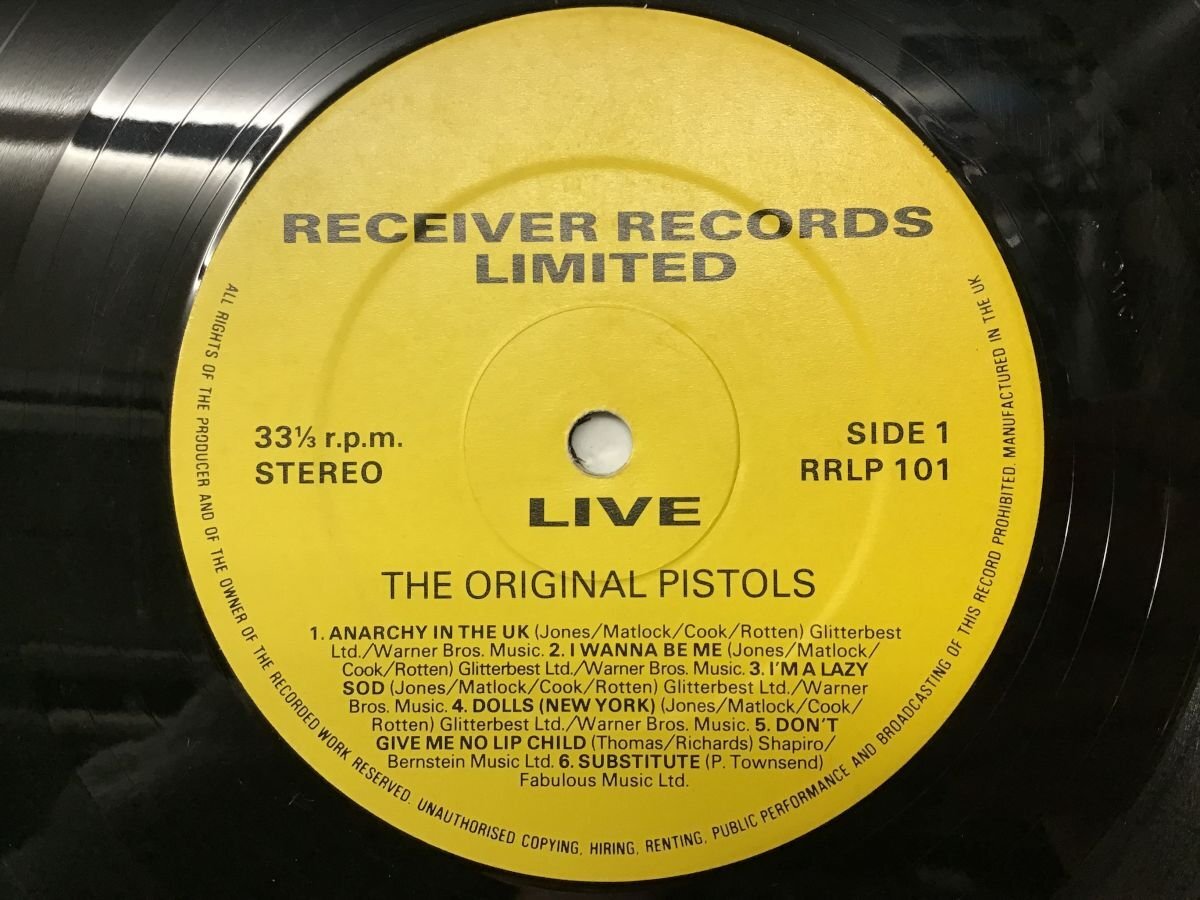 RECEIVER RECORDS
LIMITED
33⅓ r.p.m.
STEREO
SIDE 1
RRLP 101
LIVE
THE ORIGINAL PISTOLS
1. ANARCHY IN THE UK (Jones/Matlock/Cook/Rotten) Glitterbest
Ltd./Warner Bros. Music. 2. I WANNA BE ME (Jones/Matlock/
Cook/Rotten) Glitterbest Ltd./Warner Bros. Music. 3. I'M A LAZY
SOD (Jones/Matlock/Cook/Rotten) Glitterbest Ltd./Warner
Bros. Music. 4. DOLLS (NEW YORK) (Jones/Matlock/Cook/
Rotten) Glitterbest Ltd./Warner Bros. Music. 5. DON'T
GIVE ME NO LIP CHILD (Thomas/Richards) Shapiro/
Bernstein Music Ltd. 6. SUBSTITUTE (P. Townsend)
Fabulous Music Ltd.
ALL RIGHTS OF THE PRODUCER AND OF THE OWNER OF THE RECORDED WORK RESERVED. UNAUTHORISED COPYING, HIRING, RENTING, PUBLIC PERFORMANCE AND BROADCASTING OF THIS RECORD PROHIBITED. MANUFACTURED IN THE UK